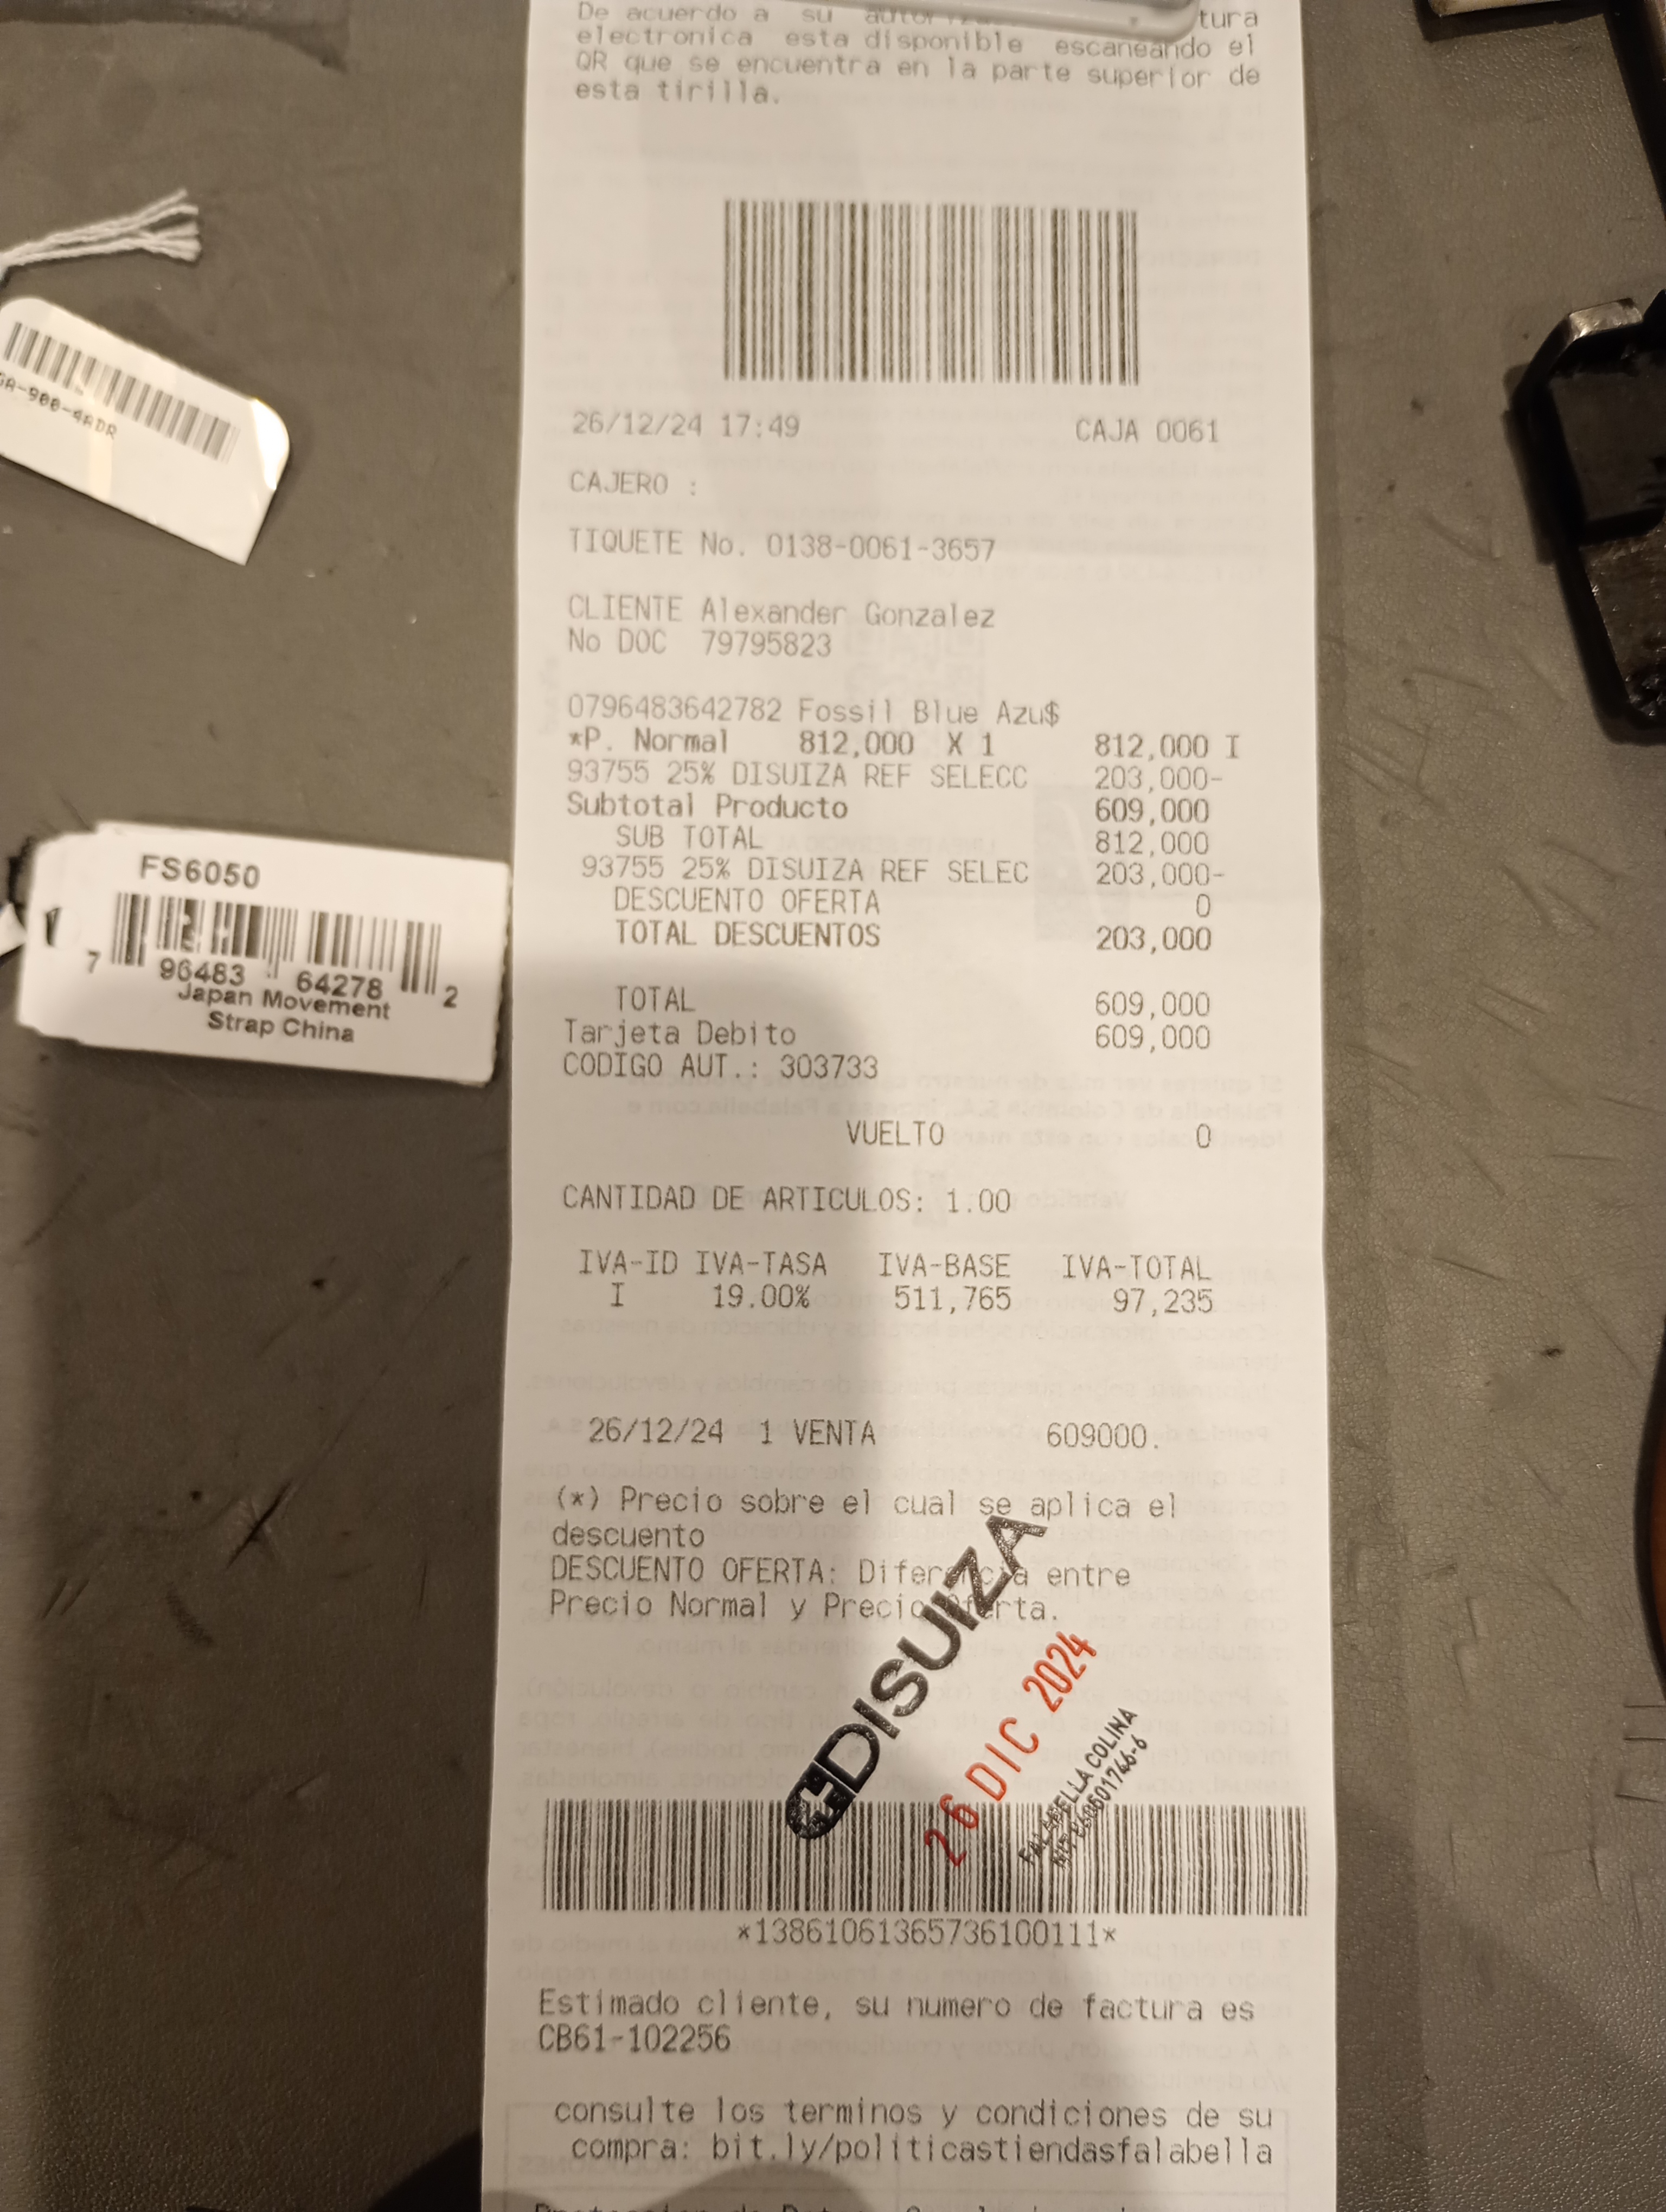 De acuerdo a su tura
electronica esta disponible escaneando el
QR que se encuentra en la parte superior de
esta tirilla.
26/12/24 17:49 CAJA 0061
CAJERO :
TIQUETE No. 0138-0061-3657
CLIENTE Alexander Gonzalez
No DOC 79795823
0796483642782 Fossil Blue Azu$
*P. Normal 812,000 X 1 812,000 I
93755 25% DISUIZA REF SELECC 203,000-
Subtotal Producto 609,000
SUB TOTAL 812,000
93755 25% DISUIZA REF SELEC 203,000-
DESCUENTO OFERTA 0
TOTAL DESCUENTOS 203,000
TOTAL 609,000
Tarjeta Debito 609,000
CODIGO AUT.: 303733
VUELTO 0
CANTIDAD DE ARTICULOS: 1.00
IVA-ID IVA-TASA IVA-BASE IVA-TOTAL
I 19.00% 511,765 97,235
26/12/24 1 VENTA 609000.
(*) Precio sobre el cual se aplica el
descuento
DESCUENTO OFERTA: Diferencia entre
Precio Normal y Precio Oferta.
DISUIZA
26 DIC 2024
FALABELLA COLINA
*13861061365736100111*
Estimado cliente, su numero de factura es
CB61-102256
consulte los terminos y condiciones de su
compra: bit.ly/politicastiendasfalabella
FS6050
7 96483 64278 2
Japan Movement
Strap China
GA-900-4ADR